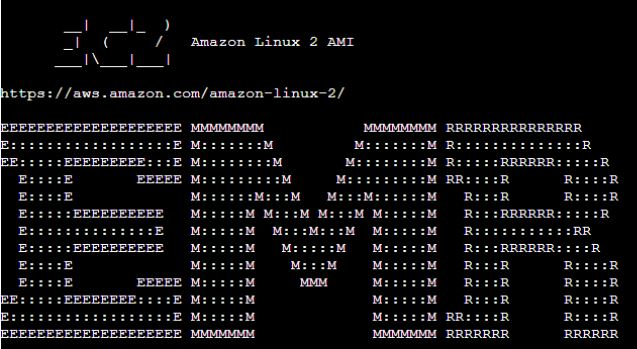 __|  __|_  )
       _|  (     /   Amazon Linux 2 AMI
      ___|\___|___|
https://aws.amazon.com/amazon-linux-2/
EEEEEEEEEEEEEEEEEEEE MMMMMMMM           MMMMMMMM RRRRRRRRRRRRRRR
E::::::::::::::::::E M:::::::M         M:::::::M R::::::::::::::R
EE:::::EEEEEEEEE:::E M::::::::M       M::::::::M R:::::RRRRRR:::::R
  E::::E       EEEEE M:::::::::M     M:::::::::M RR::::R      R::::R
  E::::E             M::::::M:::M   M:::M::::::M   R:::R      R::::R
  E:::::EEEEEEEEEE   M:::::M M:::M M:::M M:::::M   R:::RRRRRR:::::R
  E::::::::::::::E   M:::::M  M:::M:::M  M:::::M   R:::::::::::RR
  E:::::EEEEEEEEEE   M:::::M   M:::::M   M:::::M   R:::RRRRRR::::R
  E::::E             M:::::M    M:::M    M:::::M   R:::R      R::::R
  E::::E       EEEEE M:::::M     MMM     M:::::M   R:::R      R::::R
EE:::::EEEEEEEE::::E M:::::M             M:::::M   R:::R      R::::R
E::::::::::::::::::E M:::::M             M:::::M RR::::R      R::::R
EEEEEEEEEEEEEEEEEEEE MMMMMMM             MMMMMMM RRRRRRR      RRRRRR